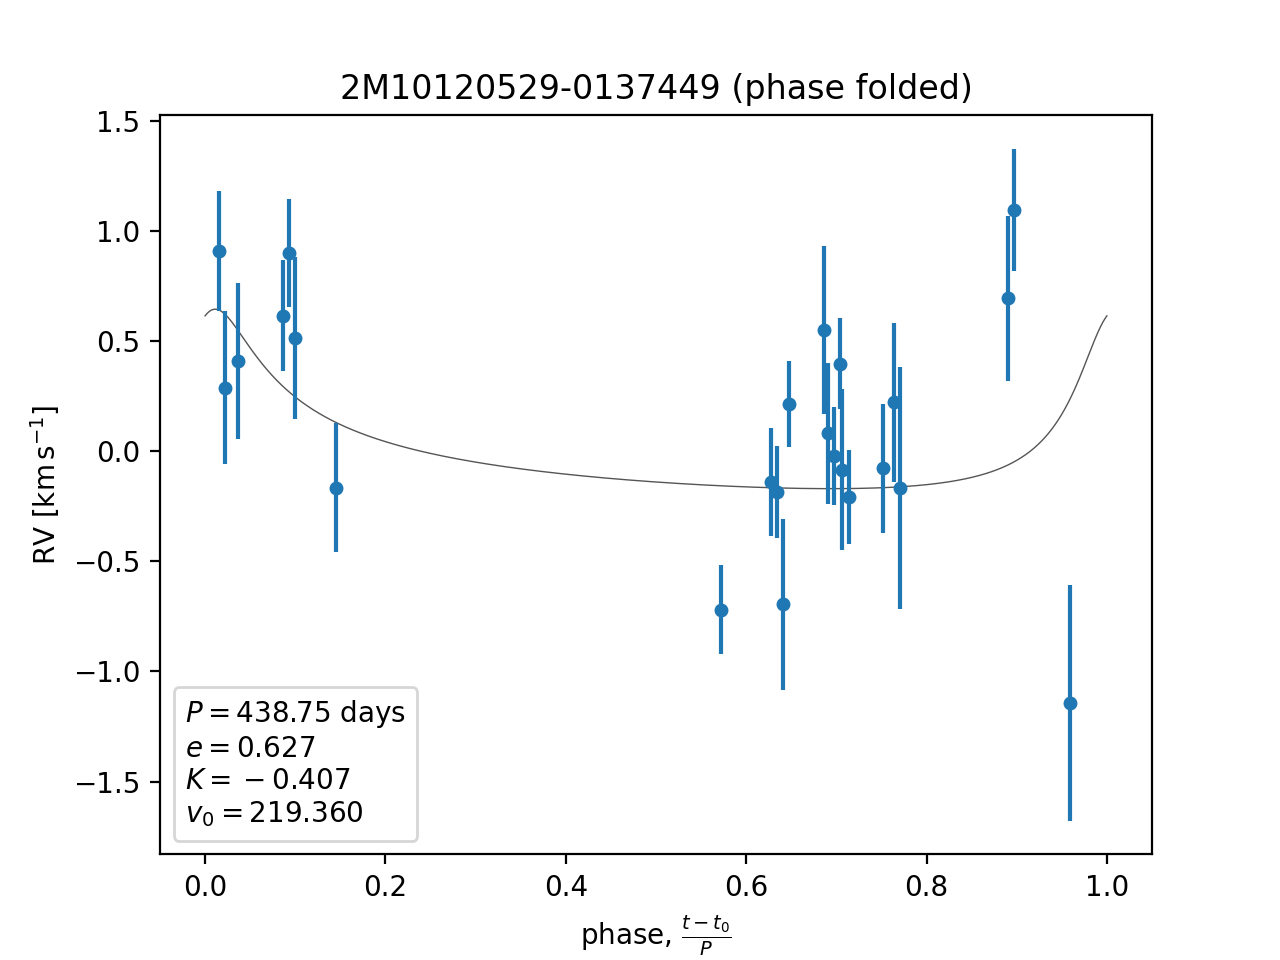 2M10120529-0137449 (phase folded)
1.5
1.0
0.5
0.0
−0.5
−1.0
−1.5
RV [km s⁻¹]
P = 438.75 days
e = 0.627
K = −0.407
v₀ = 219.360
0.0 0.2 0.4 0.6 0.8 1.0
phase, (t − t₀)/P